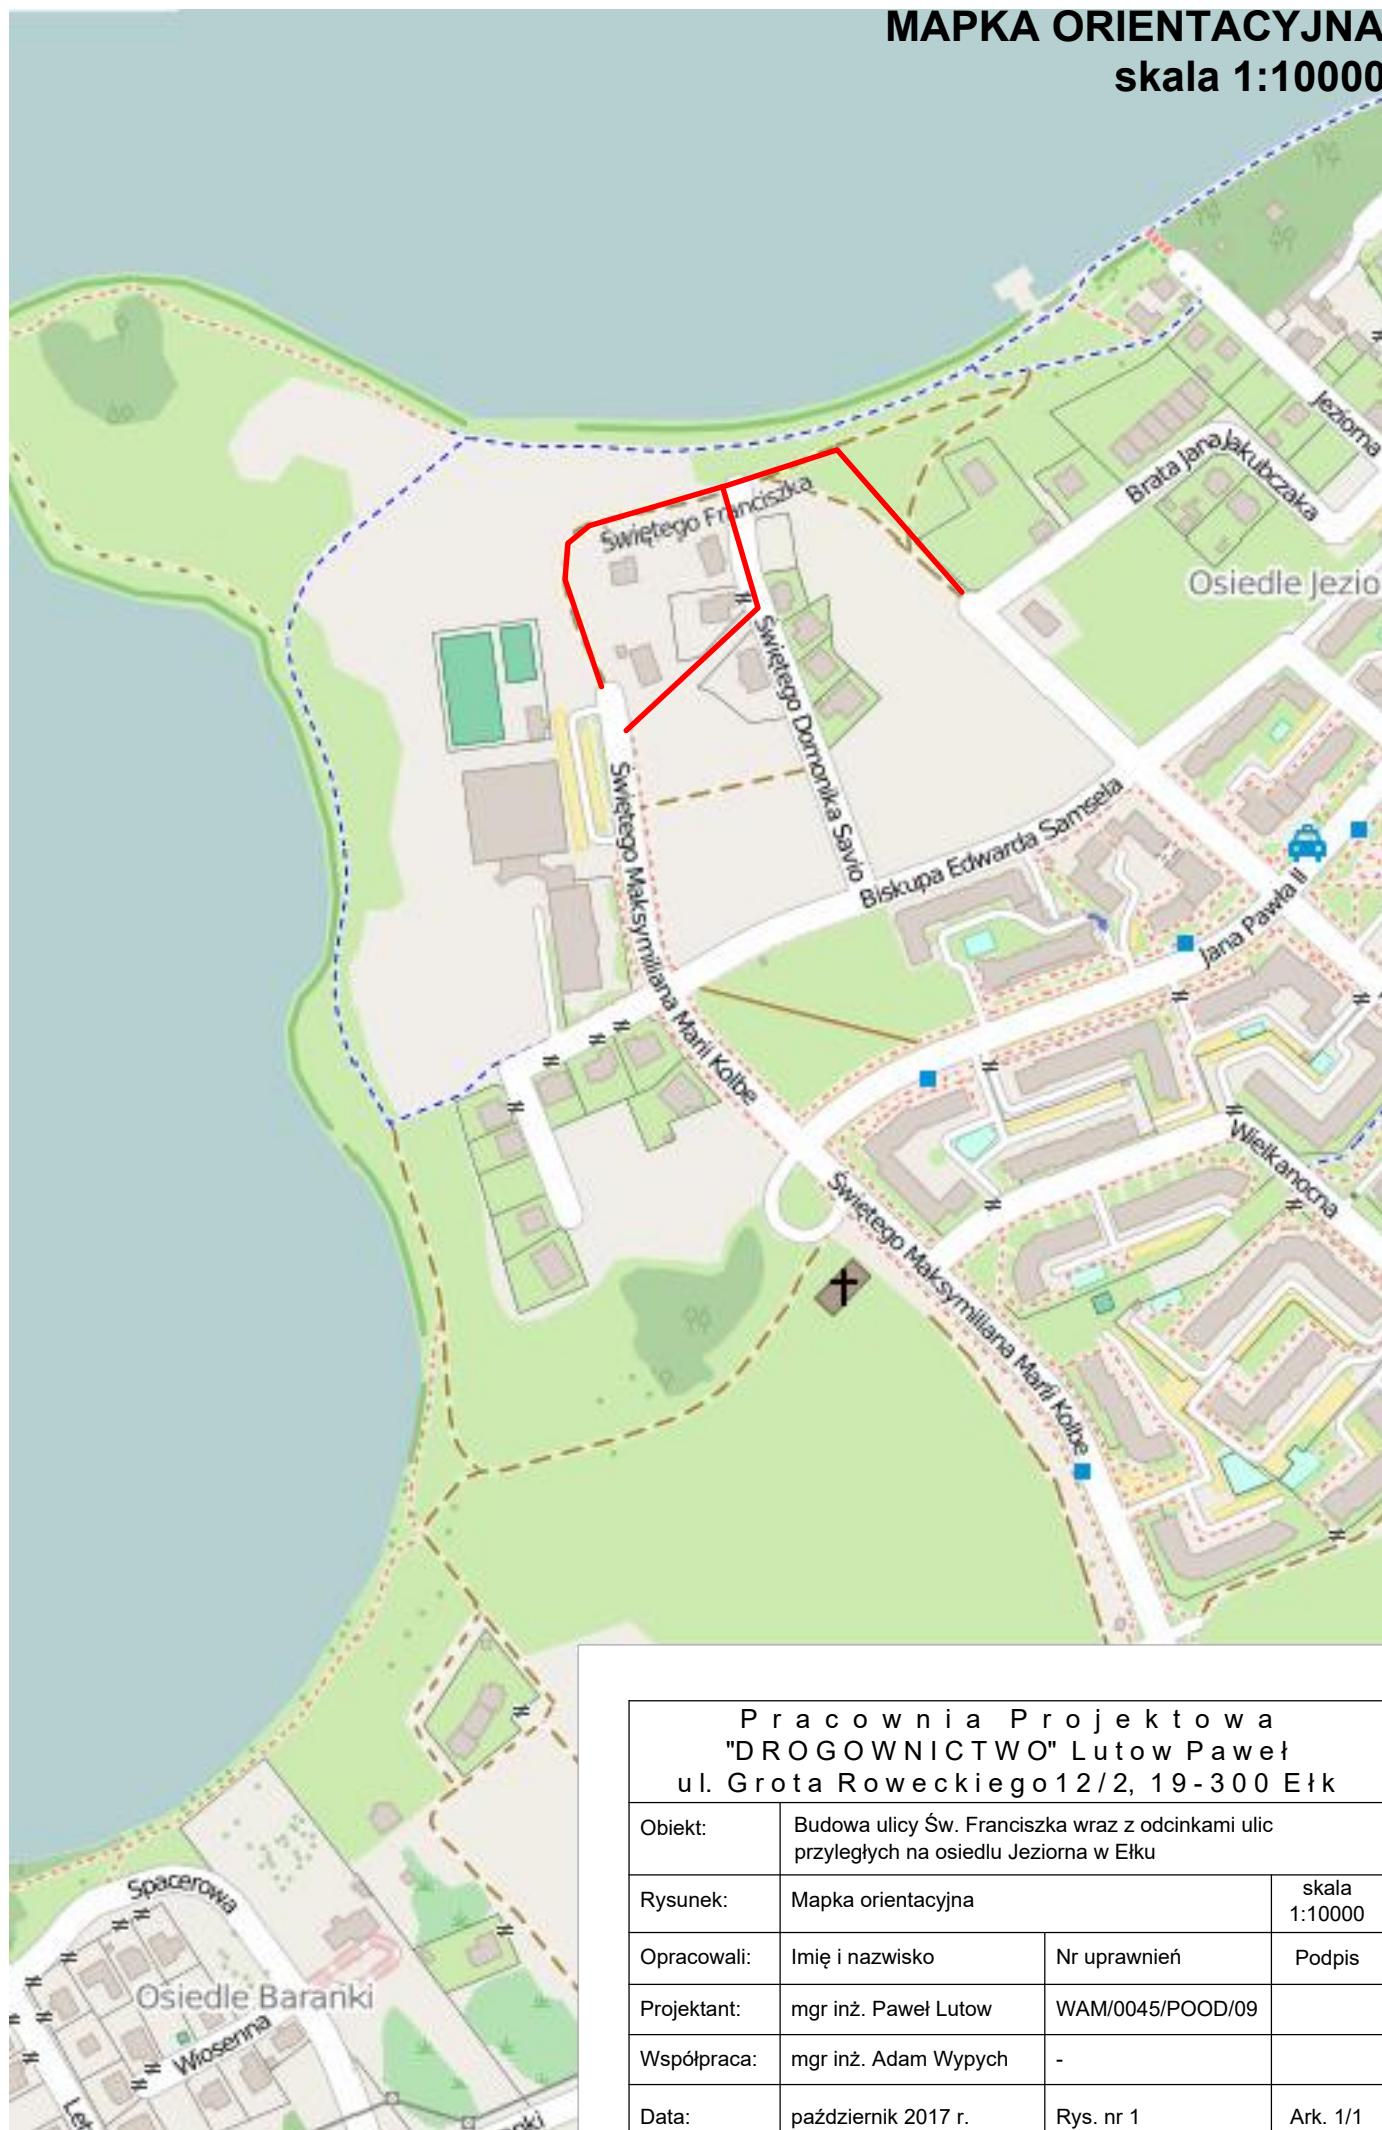 MAPKA ORIENTACYJNA
skala 1:10000
Jeziorna
Brata Jana Jakubczaka
Świętego Franciszka
Osiedle Jezio
Świętego Domonika Savio
Świętego Maksymiliana Marii Kolbe
Biskupa Edwarda Samsela
Jana Pawła II
Wielkanocna
Świętego Maksymiliana Marii Kolbe
Spacerowa
Osiedle Baranki
Wiosenna
Let
nki
Pracownia Projektowa
"DROGOWNICTWO" Lutow Paweł
ul. Grota Roweckiego 12/2, 19-300 Ełk
Obiekt: Budowa ulicy Św. Franciszka wraz z odcinkami ulic
przyległych na osiedlu Jeziorna w Ełku
Rysunek: Mapka orientacyjna skala
1:10000
Opracowali: Imię i nazwisko Nr uprawnień Podpis
Projektant: mgr inż. Paweł Lutow WAM/0045/POOD/09
Współpraca: mgr inż. Adam Wypych -
Data: październik 2017 r. Rys. nr 1 Ark. 1/1